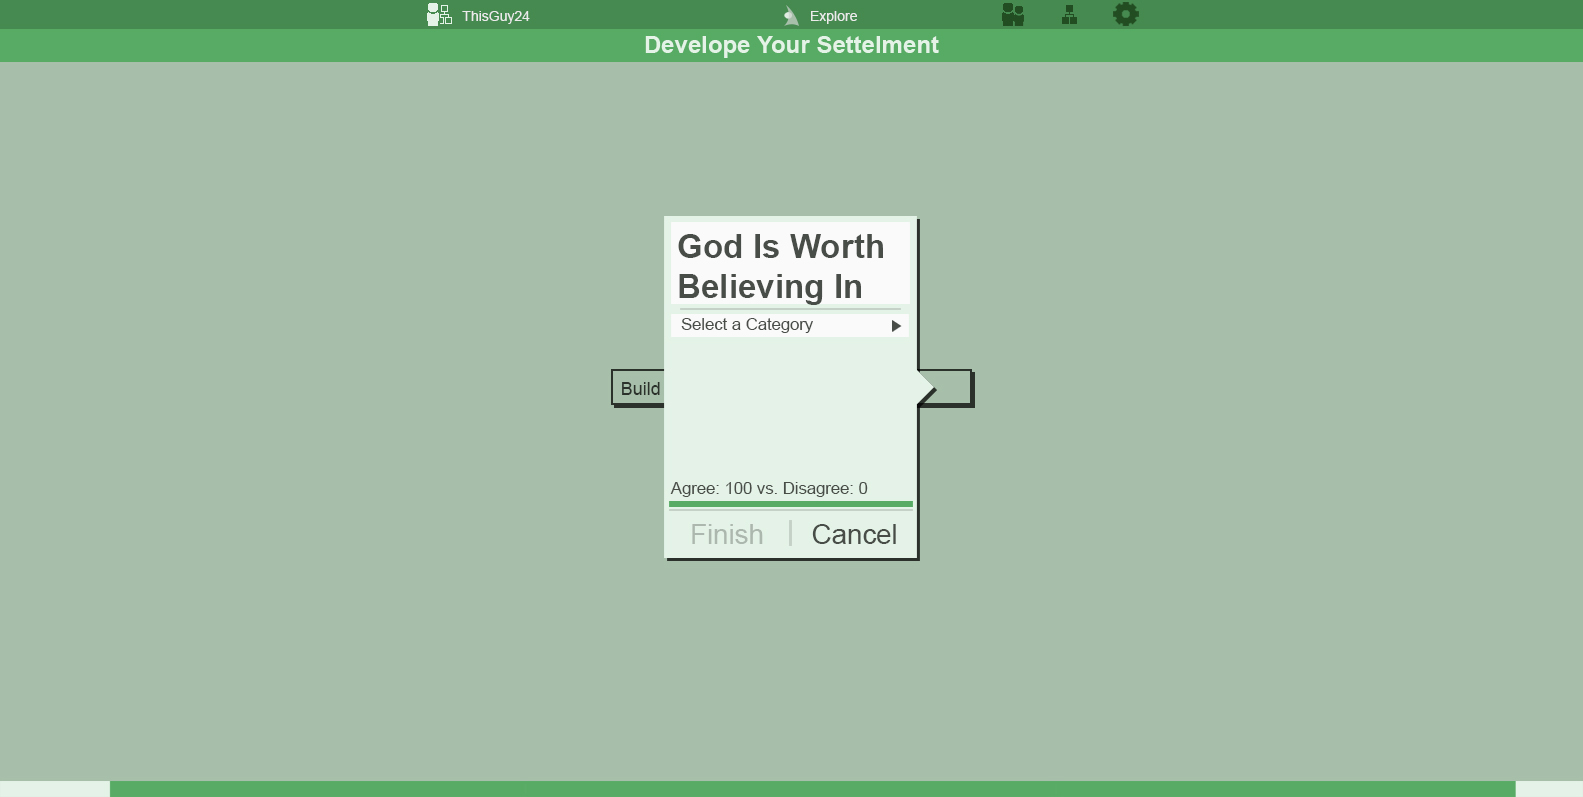 ThisGuy24
Explore
Develope Your Settelment
God Is Worth
Believing In
Select a Category
Build
Agree: 100 vs. Disagree: 0
Finish
Cancel